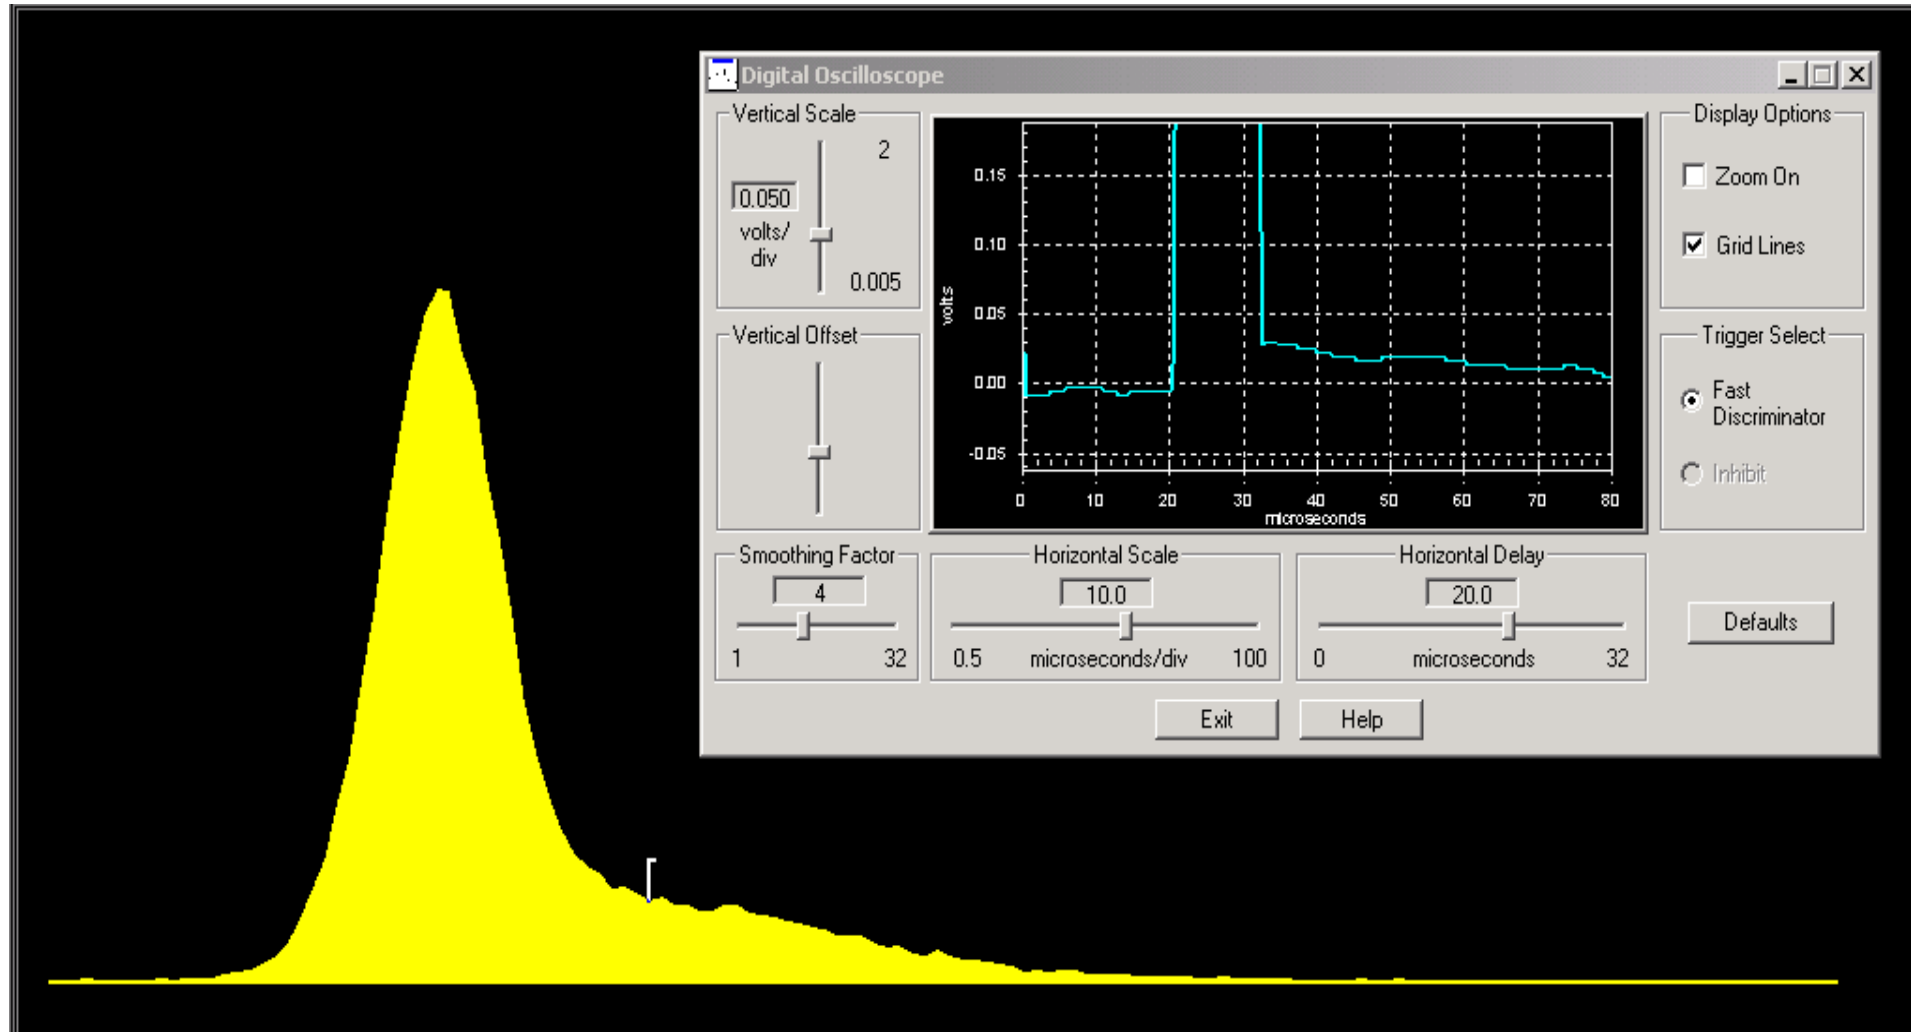 Digital Oscilloscope
Vertical Scale
2
0.050
volts/
div
0.005
Vertical Offset
volts
0.15
0.10
0.05
0.00
-0.05
0 10 20 30 40 50 60 70 80
microseconds
Display Options
Zoom On
Grid Lines
Trigger Select
Fast
Discriminator
Inhibit
Smoothing Factor
4
1 32
Horizontal Scale
10.0
0.5 microseconds/div 100
Horizontal Delay
20.0
0 microseconds 32
Defaults
Exit Help